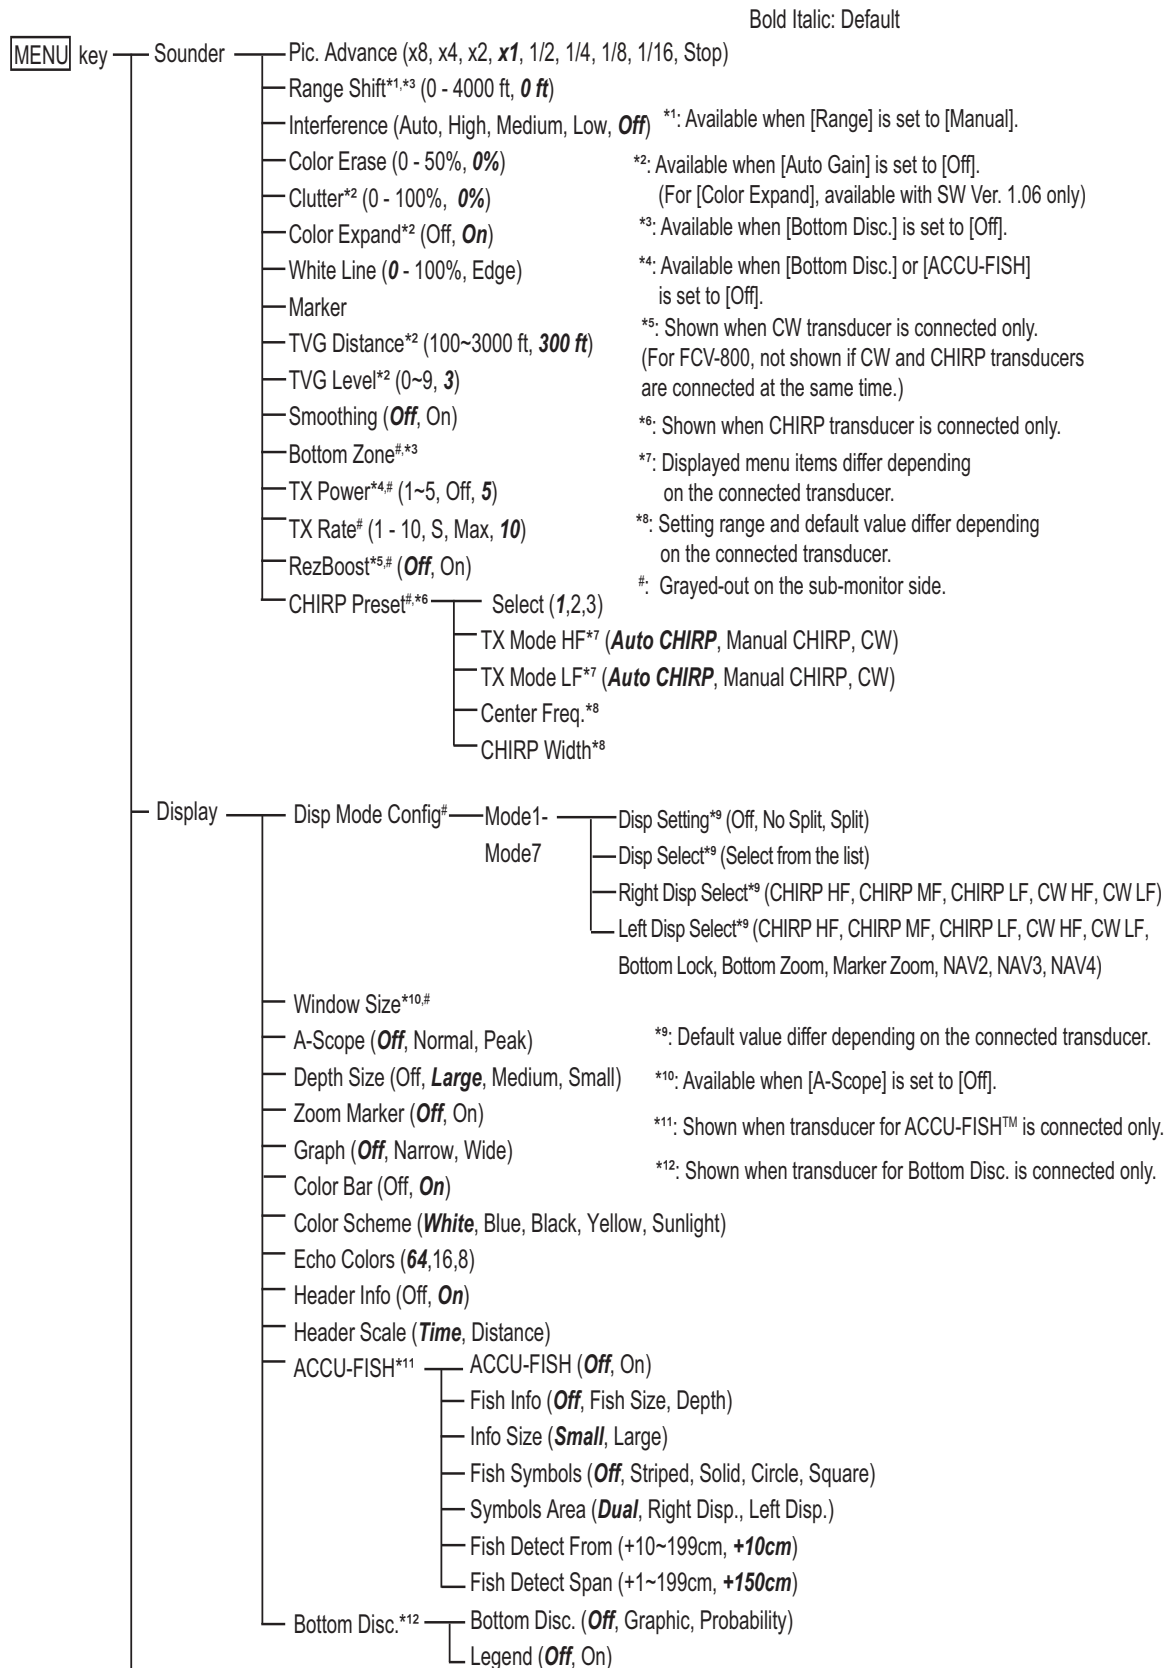 Bold Italic: Default
MENU key Sounder Pic. Advance (x8, x4, x2, x1, 1/2, 1/4, 1/8, 1/16, Stop)
Range Shift*1,*3 (0 - 4000 ft, 0 ft)
Interference (Auto, High, Medium, Low, Off) *1: Available when [Range] is set to [Manual].
Color Erase (0 - 50%, 0%) *2: Available when [Auto Gain] is set to [Off].
Clutter*2 (0 - 100%, 0%) (For [Color Expand], available with SW Ver. 1.06 only)
Color Expand*2 (Off, On) *3: Available when [Bottom Disc.] is set to [Off].
White Line (0 - 100%, Edge) *4: Available when [Bottom Disc.] or [ACCU-FISH]
Marker is set to [Off].
TVG Distance*2 (100~3000 ft, 300 ft) *5: Shown when CW transducer is connected only.
(For FCV-800, not shown if CW and CHIRP transducers
TVG Level*2 (0~9, 3) are connected at the same time.)
Smoothing (Off, On) *6: Shown when CHIRP transducer is connected only.
Bottom Zone#,*3 *7: Displayed menu items differ depending
TX Power*4,# (1~5, Off, 5) on the connected transducer.
TX Rate# (1 - 10, S, Max, 10) *8: Setting range and default value differ depending
RezBoost*5,# (Off, On) on the connected transducer.
#: Grayed-out on the sub-monitor side.
CHIRP Preset#,*6 Select (1,2,3)
TX Mode HF*7 (Auto CHIRP, Manual CHIRP, CW)
TX Mode LF*7 (Auto CHIRP, Manual CHIRP, CW)
Center Freq.*8
CHIRP Width*8
Display Disp Mode Config# Mode1- Disp Setting*9 (Off, No Split, Split)
Mode7 Disp Select*9 (Select from the list)
Right Disp Select*9 (CHIRP HF, CHIRP MF, CHIRP LF, CW HF, CW LF)
Left Disp Select*9 (CHIRP HF, CHIRP MF, CHIRP LF, CW HF, CW LF,
Bottom Lock, Bottom Zoom, Marker Zoom, NAV2, NAV3, NAV4)
Window Size*10,#
A-Scope (Off, Normal, Peak) *9: Default value differ depending on the connected transducer.
Depth Size (Off, Large, Medium, Small) *10: Available when [A-Scope] is set to [Off].
Zoom Marker (Off, On) *11: Shown when transducer for ACCU-FISH™ is connected only.
Graph (Off, Narrow, Wide) *12: Shown when transducer for Bottom Disc. is connected only.
Color Bar (Off, On)
Color Scheme (White, Blue, Black, Yellow, Sunlight)
Echo Colors (64,16,8)
Header Info (Off, On)
Header Scale (Time, Distance)
ACCU-FISH*11 ACCU-FISH (Off, On)
Fish Info (Off, Fish Size, Depth)
Info Size (Small, Large)
Fish Symbols (Off, Striped, Solid, Circle, Square)
Symbols Area (Dual, Right Disp., Left Disp.)
Fish Detect From (+10~199cm, +10cm)
Fish Detect Span (+1~199cm, +150cm)
Bottom Disc.*12 Bottom Disc. (Off, Graphic, Probability)
Legend (Off, On)